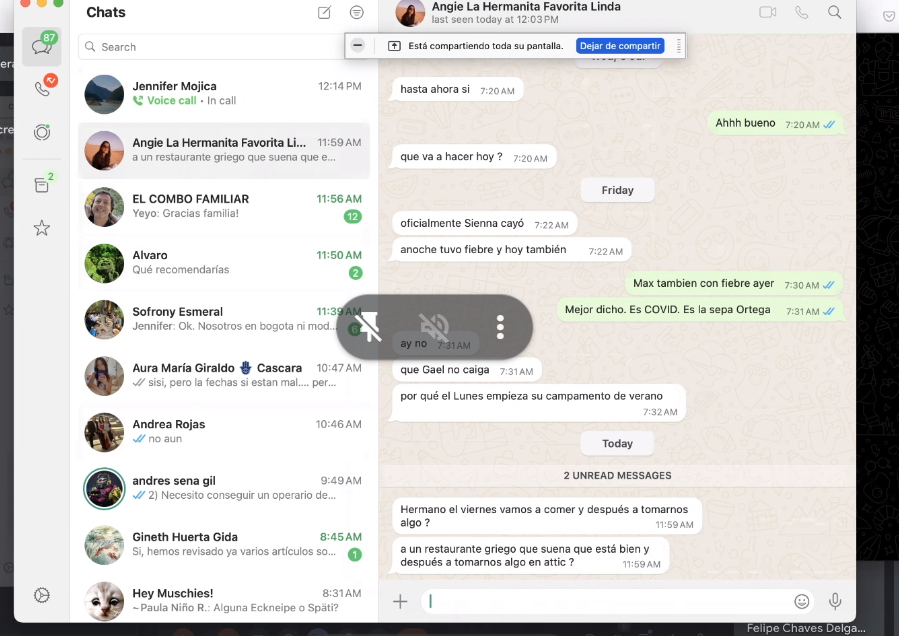 Chats
87
2
Search
Jennifer Mojica
12:14 PM
Voice call • In call
Angie La Hermanita Favorita Li...
11:59 AM
a un restaurante griego que suena que e...
EL COMBO FAMILIAR
11:56 AM
Yeyo: Gracias familia!
12
Alvaro
11:50 AM
Qué recomendarías
2
Sofrony Esmeral
11:39 AM
Jennifer: Ok. Nosotros en bogota ni mod...
Aura María Giraldo Cascara
10:47 AM
sisi, pero la fechas si estan mal.... per...
Andrea Rojas
10:46 AM
no aun
andres sena gil
9:49 AM
2) Necesito conseguir un operario de...
Gineth Huerta Gida
8:45 AM
Si, hemos revisado ya varios artículos so...
1
Hey Muschies!
8:31 AM
~Paula Niño R.: Alguna Eckneipe o Späti?
Angie La Hermanita Favorita Linda
last seen today at 12:03 PM
Está compartiendo toda su pantalla.
Dejar de compartir
hasta ahora si 7:20 AM
Ahhh bueno 7:20 AM
que va a hacer hoy ? 7:20 AM
Friday
oficialmente Sienna cayó 7:22 AM
anoche tuvo fiebre y hoy también 7:22 AM
Max tambien con fiebre ayer 7:30 AM
Mejor dicho. Es COVID. Es la sepa Ortega 7:31 AM
ay no 7:31 AM
que Gael no caiga 7:31 AM
por qué el Lunes empieza su campamento de verano
7:32 AM
Today
2 UNREAD MESSAGES
Hermano el viernes vamos a comer y después a tomarnos
algo ?
11:59 AM
a un restaurante griego que suena que está bien y
después a tomarnos algo en attic ?
11:59 AM
Felipe Chaves Delga...